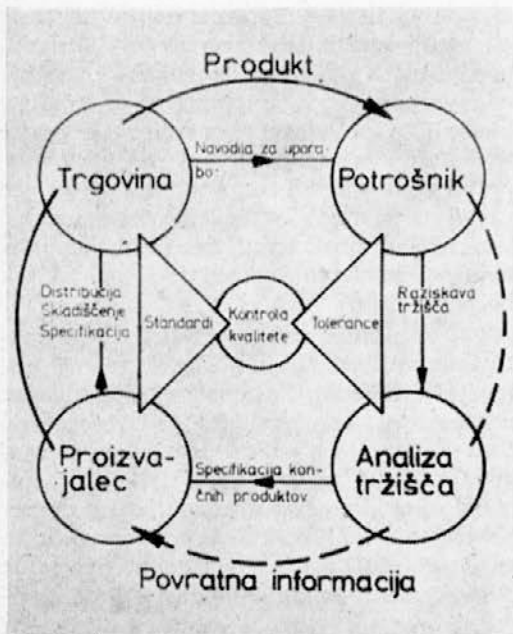 Produkt
Trgovina
Navodila za upora-
bo:
Potrošnik
Distribucija
Skladiščenje
Specifikacija
Standardi
Kontrola
kvalitete
Tolerance
Raziskava
tržišča
Proizva-
jalec
Specifikacija kon-
čnih produktov
Analiza
tržišča
Povratna informacija